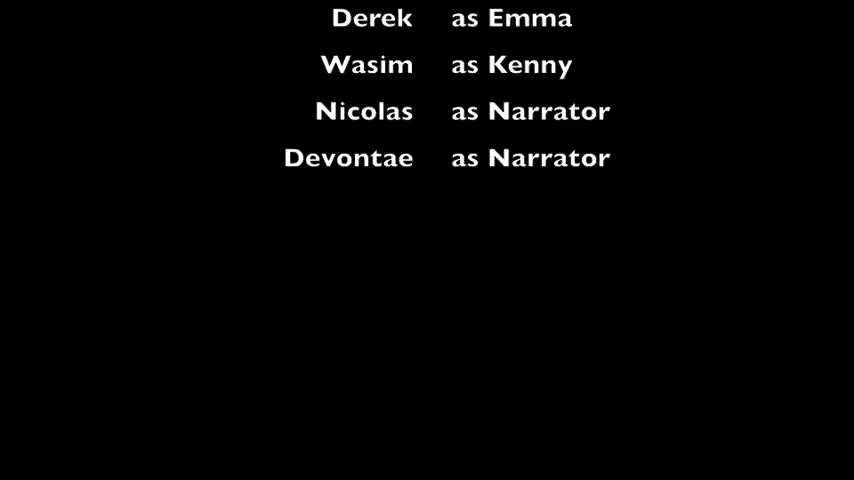 Derek as Emma
Wasim as Kenny
Nicolas as Narrator
Devontae as Narrator